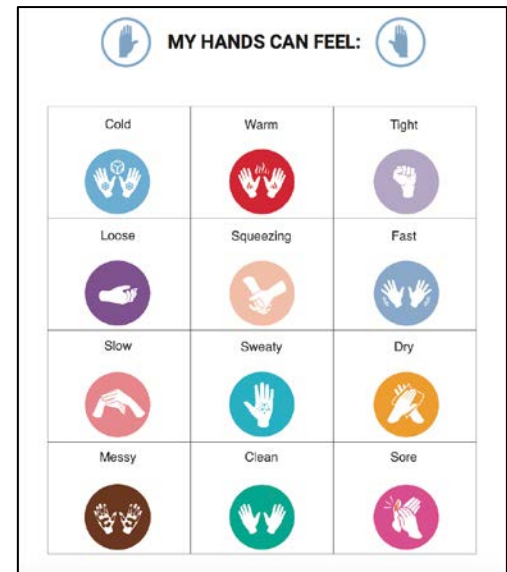 MY HANDS CAN FEEL:
Cold Warm Tight
Loose Squeezing Fast
Slow Sweaty Dry
Messy Clean Sore